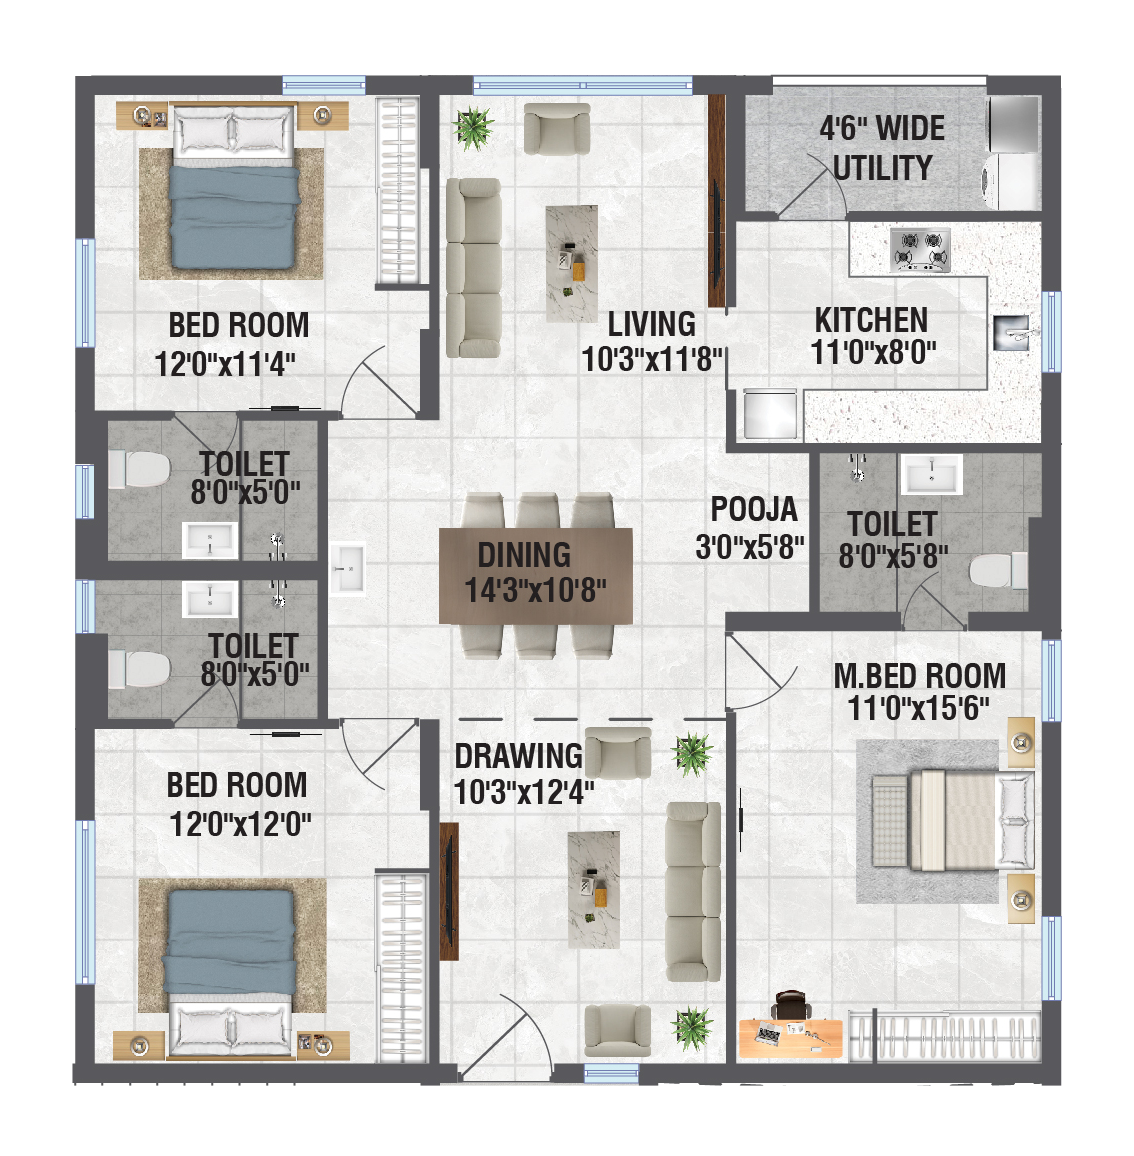 4'6" WIDE
UTILITY
BED ROOM
12'0"x11'4"
LIVING
10'3"x11'8"
KITCHEN
11'0"x8'0"
TOILET
8'0"x5'0"
POOJA
3'0"x5'8"
TOILET
8'0"x5'8"
DINING
14'3"x10'8"
TOILET
8'0"x5'0"
M.BED ROOM
11'0"x15'6"
DRAWING
10'3"x12'4"
BED ROOM
12'0"x12'0"